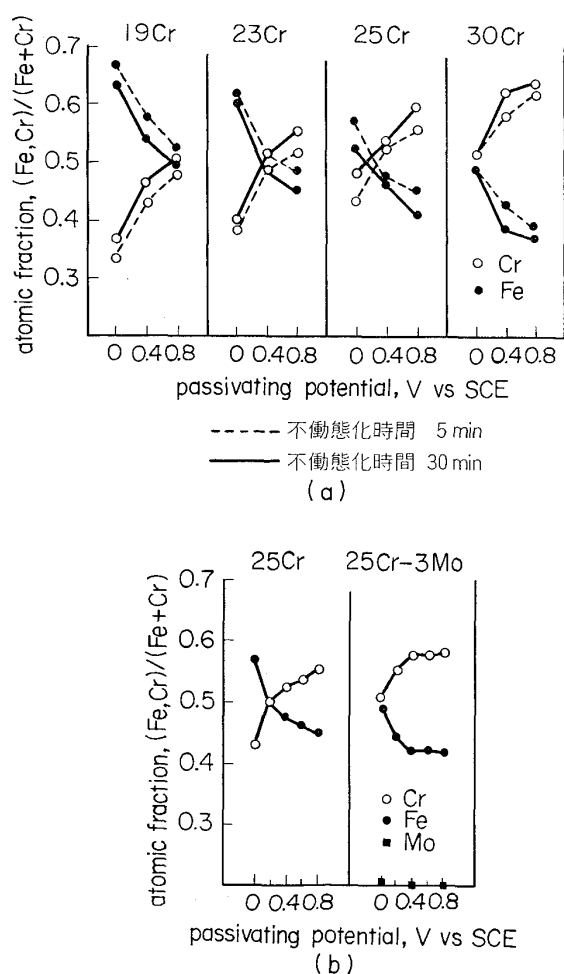 19Cr 23Cr 25Cr 30Cr
0.7
0.6
0.5
0.4
0.3
atomic fraction, (Fe,Cr)/(Fe+Cr)
Cr
Fe
0 0.4 0.8 0 0.4 0.8 0 0.4 0.8 0 0.4 0.8
passivating potential, V vs SCE
不働態化時間 5 min
不働態化時間 30 min
(a)
25Cr 25Cr-3Mo
0.7
0.6
0.5
0.4
0.3
atomic fraction, (Fe,Cr)/(Fe+Cr)
Cr
Fe
Mo
0 0.4 0.8 0 0.4 0.8
passivating potential, V vs SCE
(b)